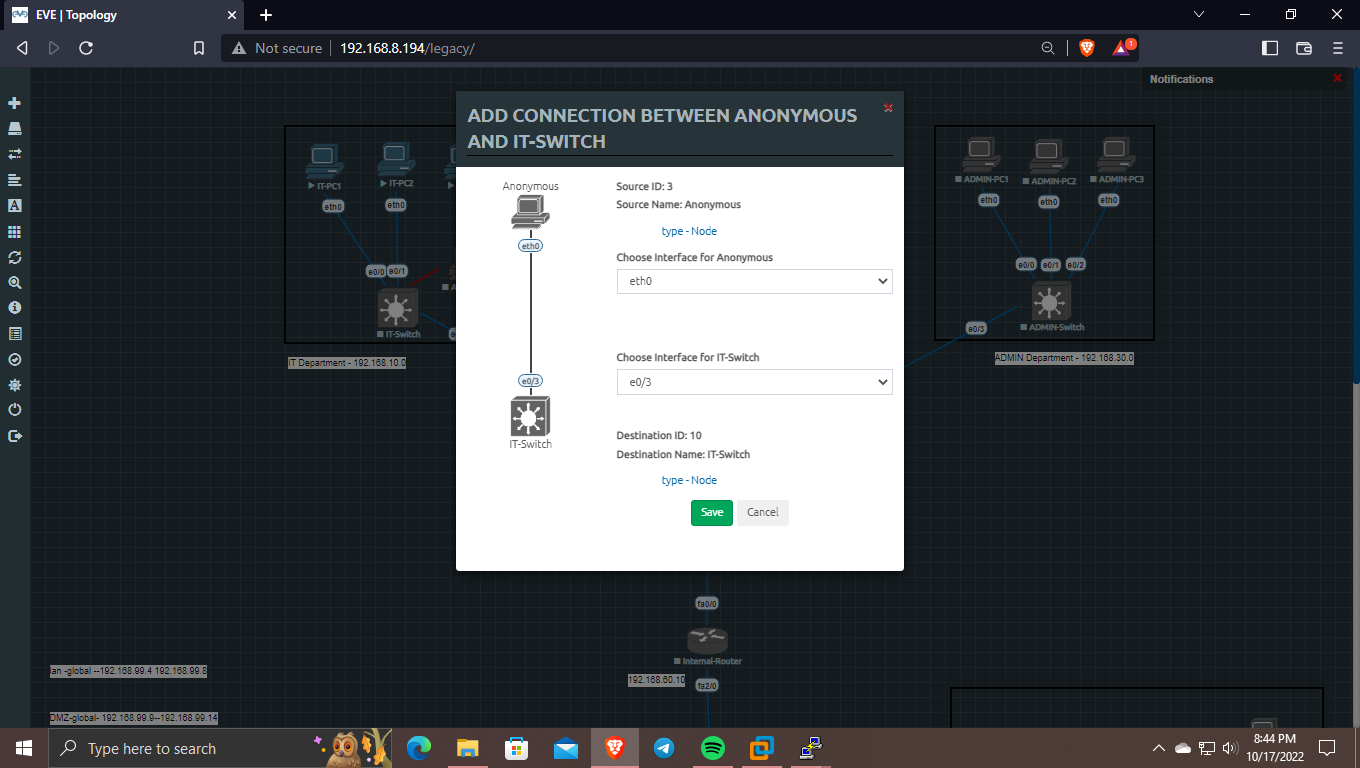 EVE | Topology
Not secure
192.168.8.194/legacy/
1
Notifications
ADD CONNECTION BETWEEN ANONYMOUS
AND IT-SWITCH
Anonymous
eth0
e0/3
IT-Switch
Source ID: 3
Source Name: Anonymous
type - Node
Choose Interface for Anonymous
eth0
Choose Interface for IT-Switch
e0/3
Destination ID: 10
Destination Name: IT-Switch
type - Node
Save
Cancel
IT-PC1
IT-PC2
eth0
eth0
e0/0
e0/1
IT-Switch
IT Department - 192.168.10.0
ADMIN-PC1
ADMIN-PC2
ADMIN-PC3
eth0
eth0
eth0
e0/0
e0/1
e0/2
e0/3
ADMIN-Switch
ADMIN Department - 192.168.30.0
fa0/0
Internal-Router
192.168.60.10
fa2/0
lan -global --192.168.99.4 192.168.99.8
DMZ-global- 192.168.99.9--192.168.99.14
Type here to search
8:44 PM
10/17/2022